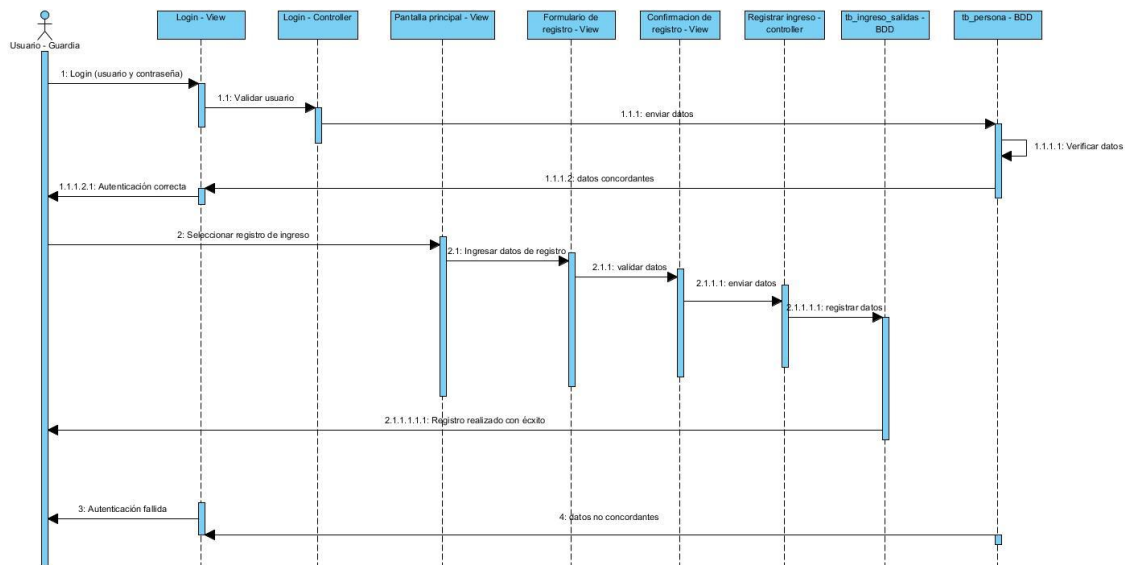 Usuario - Guardia
Login - View
Login - Controller
Pantalla principal - View
Formulario de
registro - View
Confirmacion de
registro - View
Registrar ingreso -
controller
tb_ingreso_salidas -
BDD
tb_persona - BDD
1: Login (usuario y contraseña)
1.1: Validar usuario
1.1.1: enviar datos
1.1.1.1: Verificar datos
1.1.1.2: datos concordantes
1.1.1.2.1: Autenticación correcta
2: Seleccionar registro de ingreso
2.1: Ingresar datos de registro
2.1.1: validar datos
2.1.1.1: enviar datos
2.1.1.1.1: registrar datos
2.1.1.1.1.1: Registro realizado con écxito
3: Autenticación fallida
4: datos no concordantes